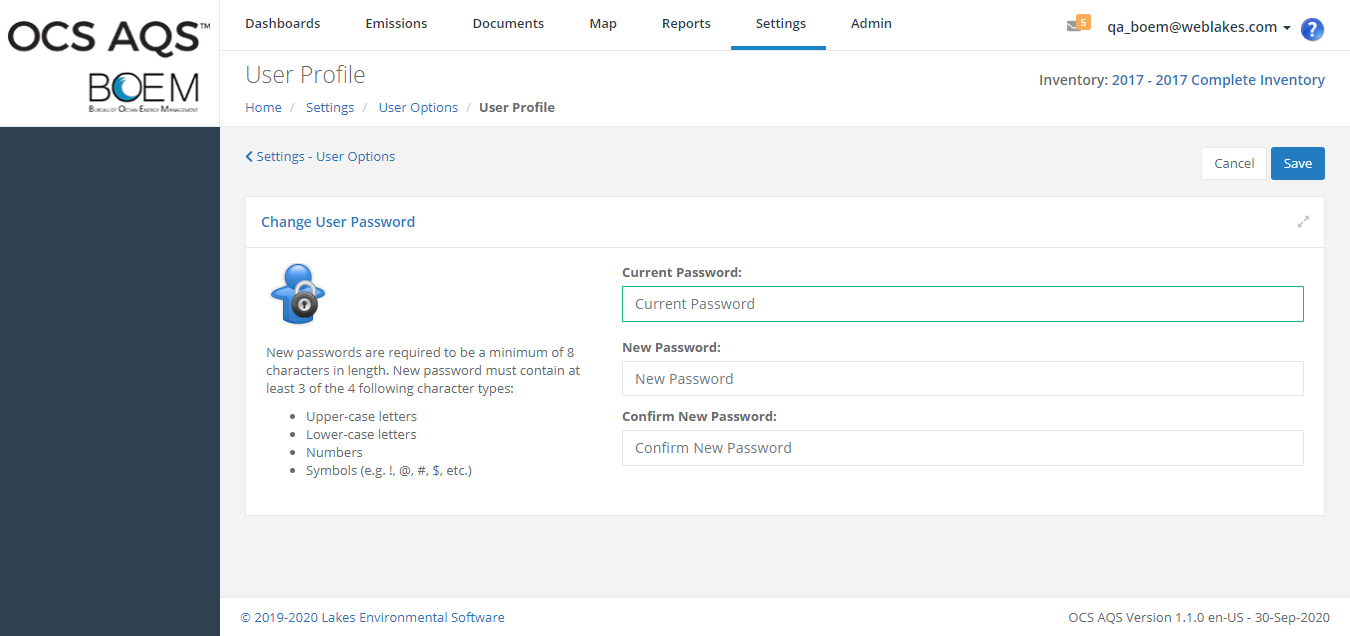 OCS AQS™
BOEM
BUREAU OF OCEAN ENERGY MANAGEMENT
Dashboards Emissions Documents Map Reports Settings Admin
5 qa_boem@weblakes.com ?
User Profile
Inventory: 2017 - 2017 Complete Inventory
Home / Settings / User Options / User Profile
Settings - User Options
Cancel Save
Change User Password
Current Password:
Current Password
New Password:
New Password
Confirm New Password:
Confirm New Password
New passwords are required to be a minimum of 8
characters in length. New password must contain at
least 3 of the 4 following character types:
• Upper-case letters
• Lower-case letters
• Numbers
• Symbols (e.g. !, @, #, $, etc.)
© 2019-2020 Lakes Environmental Software
OCS AQS Version 1.1.0 en-US - 30-Sep-2020